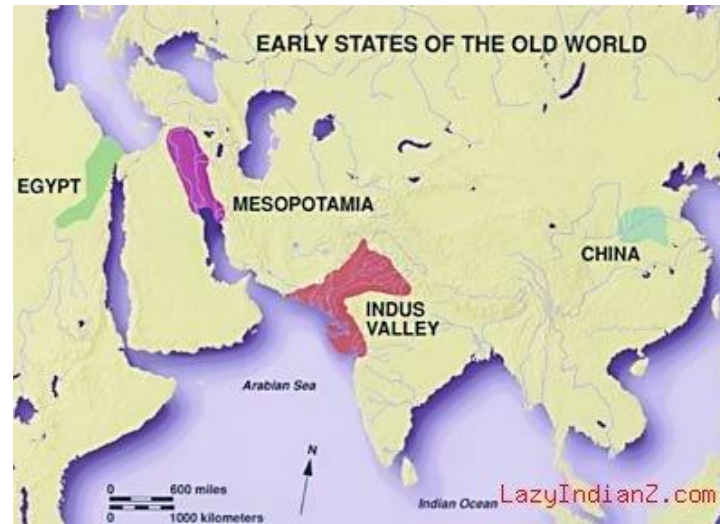 EARLY STATES OF THE OLD WORLD
EGYPT
MESOPOTAMIA
CHINA
INDUS
VALLEY
Arabian Sea
N
0 600 miles
0 1000 kilometers
Indian Ocean
LazyIndianZ.com